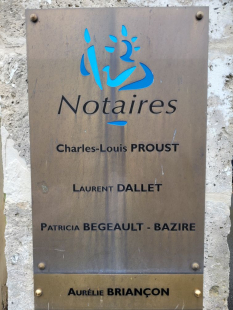 Notaires
Charles-Louis PROUST
Laurent DALLET
Patricia BEGEAULT - BAZIRE
Aurélie BRIANÇON